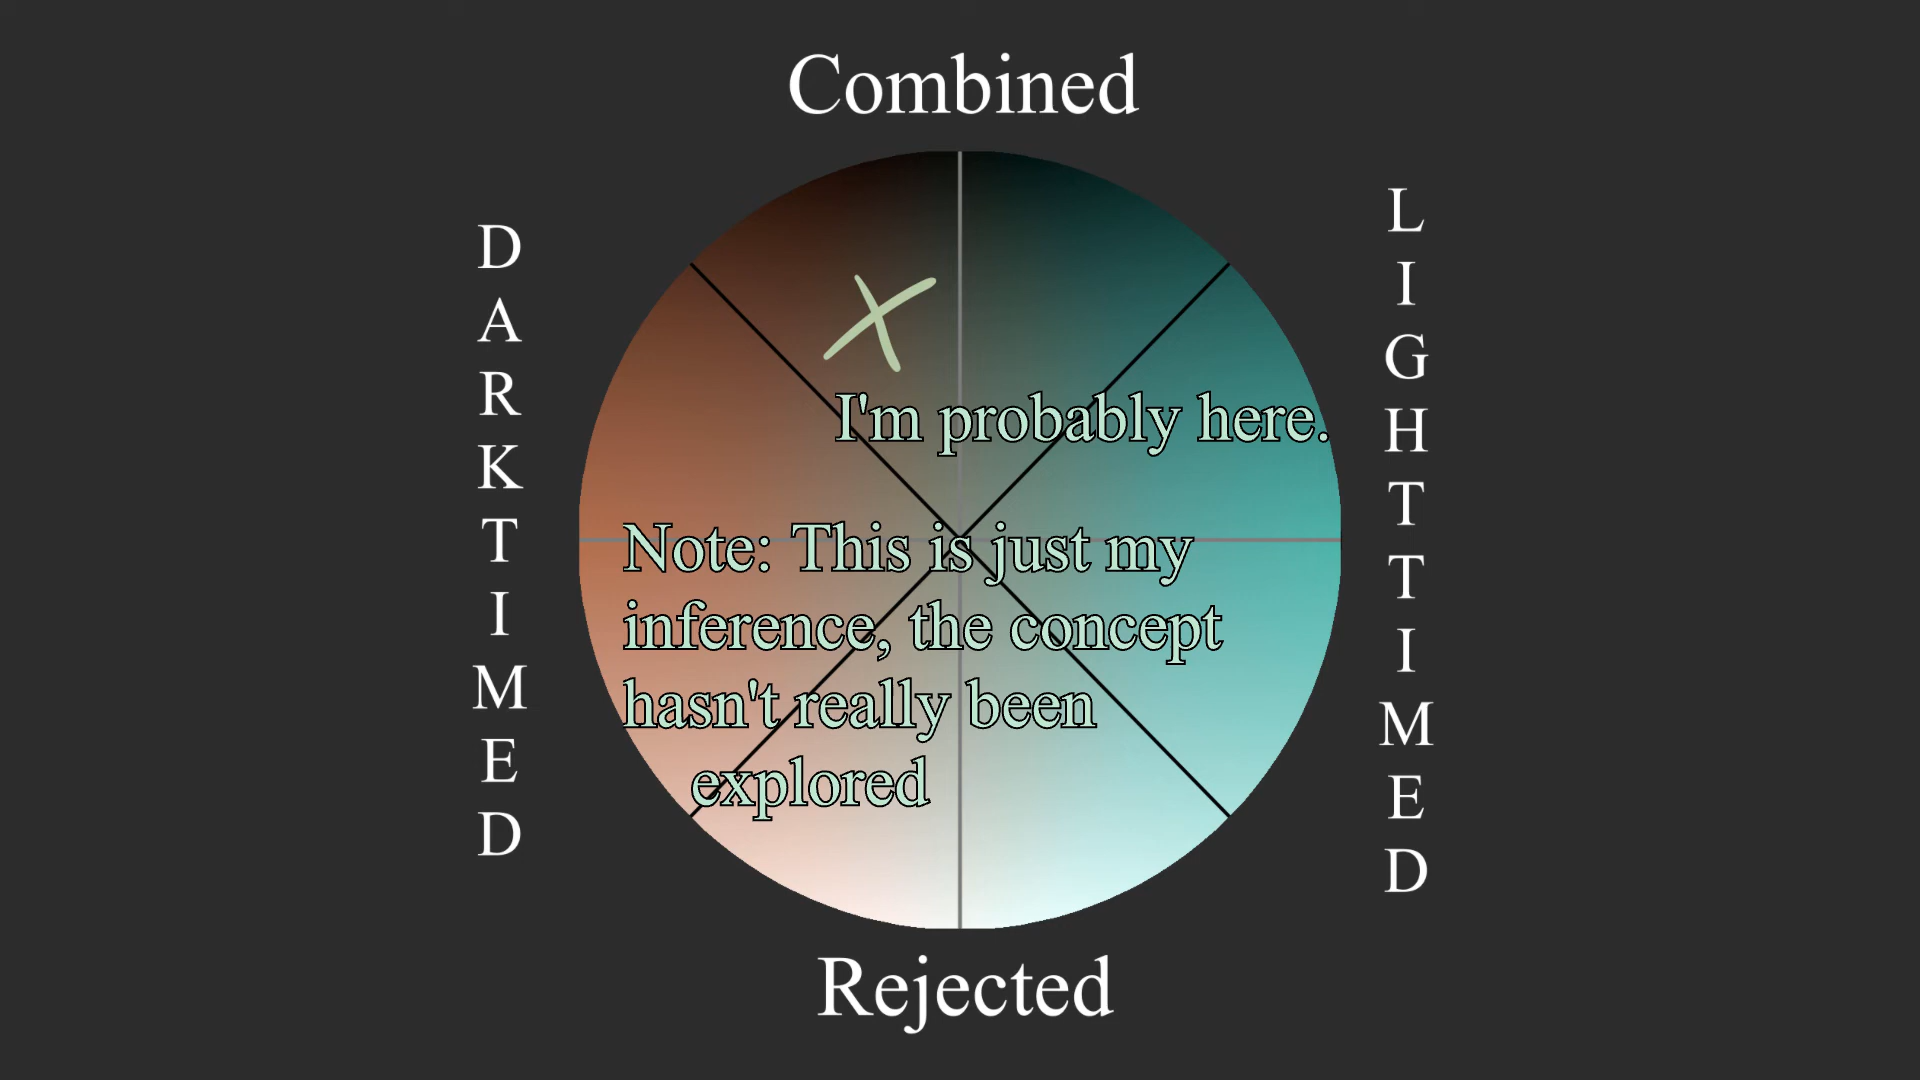 Combined
DARKTIMED
LIGHTTIMED
I'm probably here.
Note: This is just my
inference, the concept
hasn't really been
explored
Rejected